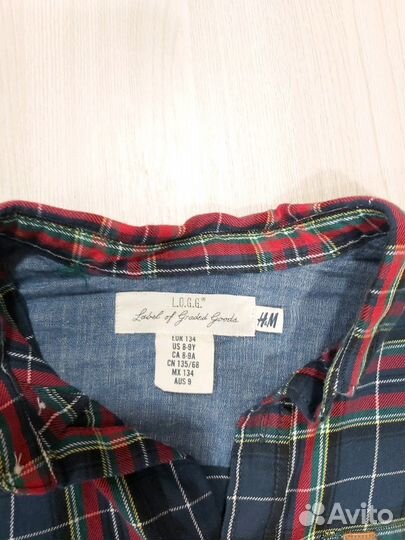 L.O.G.G.®
Label of Graded Goods
H&M
EUR 134
US 8-9Y
CA 8-9A
CN 135/68
MX 134
AUS 9
Avito